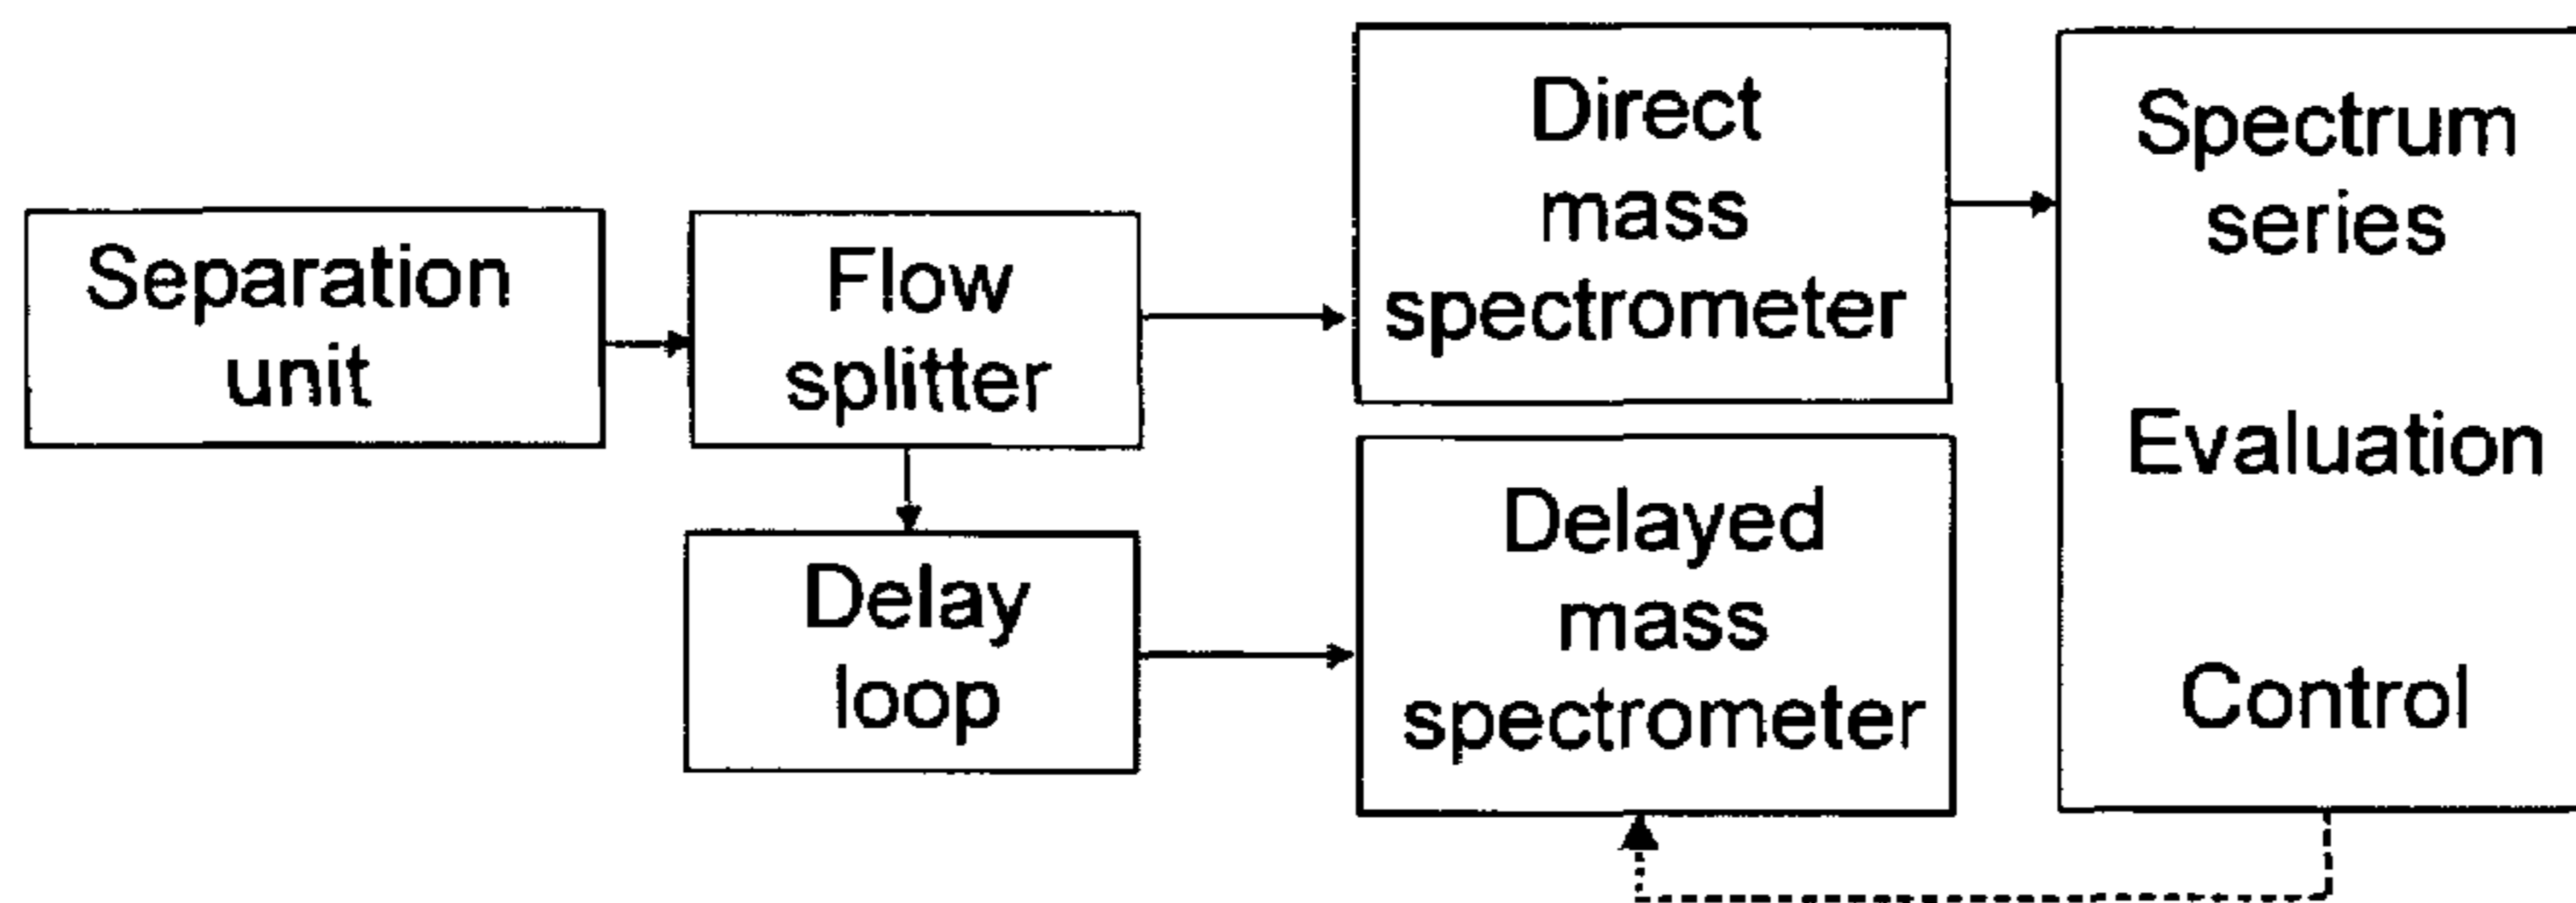 Separation
unit
Flow
splitter
Delay
loop
Direct
mass
spectrometer
Delayed
mass
spectrometer
Spectrum
series
Evaluation
Control